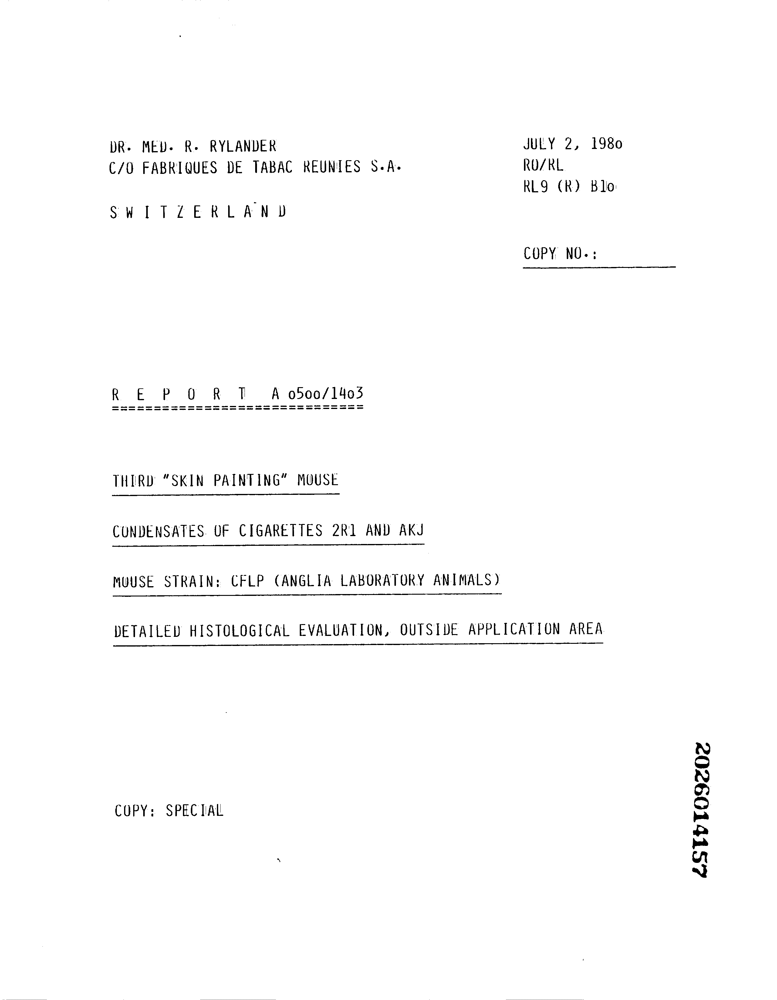 DR. MED. R. RYLANDER
C/O FABRIQUES DE TABAC REUNIES S.A.
S W I T Z E R L A N D
JULY 2, 198o
RO/RL
RL9 (R) B1o
COPY NO.:
R E P O R T A o5oo/14o3
==============================
THIRD "SKIN PAINTING" MOUSE
CONDENSATES OF CIGARETTES 2R1 AND AKJ
MOUSE STRAIN: CFLP (ANGLIA LABORATORY ANIMALS)
DETAILED HISTOLOGICAL EVALUATION, OUTSIDE APPLICATION AREA
COPY: SPECIAL
2026014157